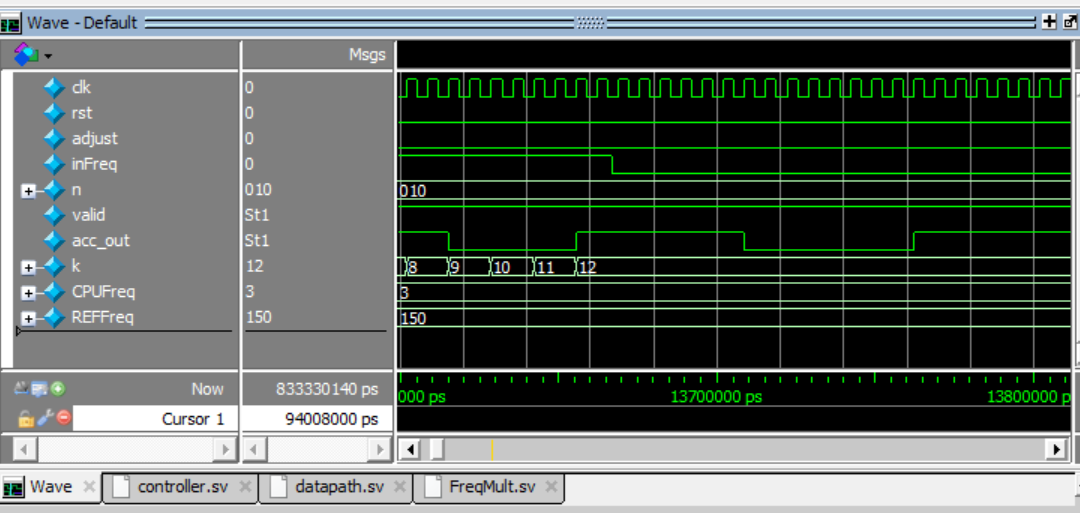 Wave - Default
Msgs
clk 0
rst 0
adjust 0
inFreq 0
n 010 010
valid St1
acc_out St1
k 12 8 9 10 11 12
CPUFreq 3 3
REFFreq 150 150
Now 833330140 ps 000 ps 13700000 ps 13800000 p
Cursor 1 94008000 ps
Wave controller.sv datapath.sv FreqMult.sv